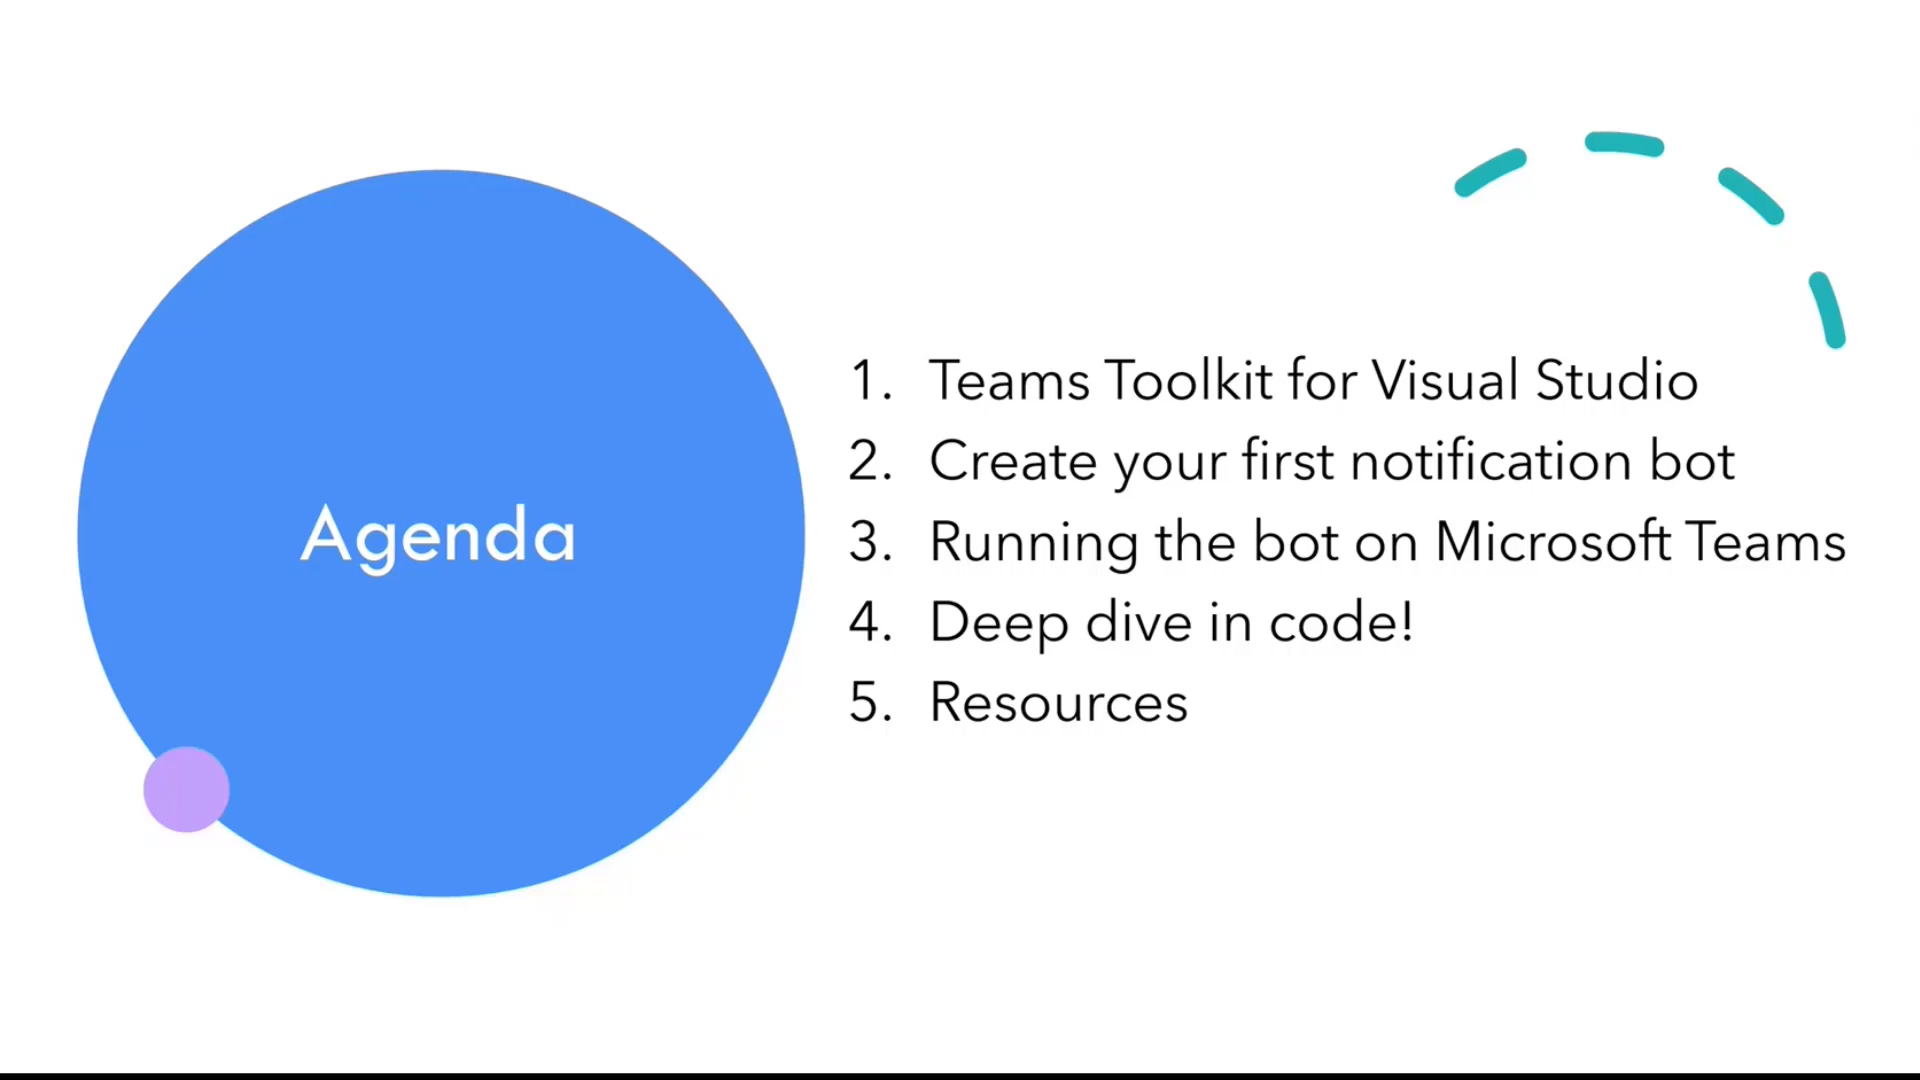 Agenda
1. Teams Toolkit for Visual Studio
2. Create your first notification bot
3. Running the bot on Microsoft Teams
4. Deep dive in code!
5. Resources